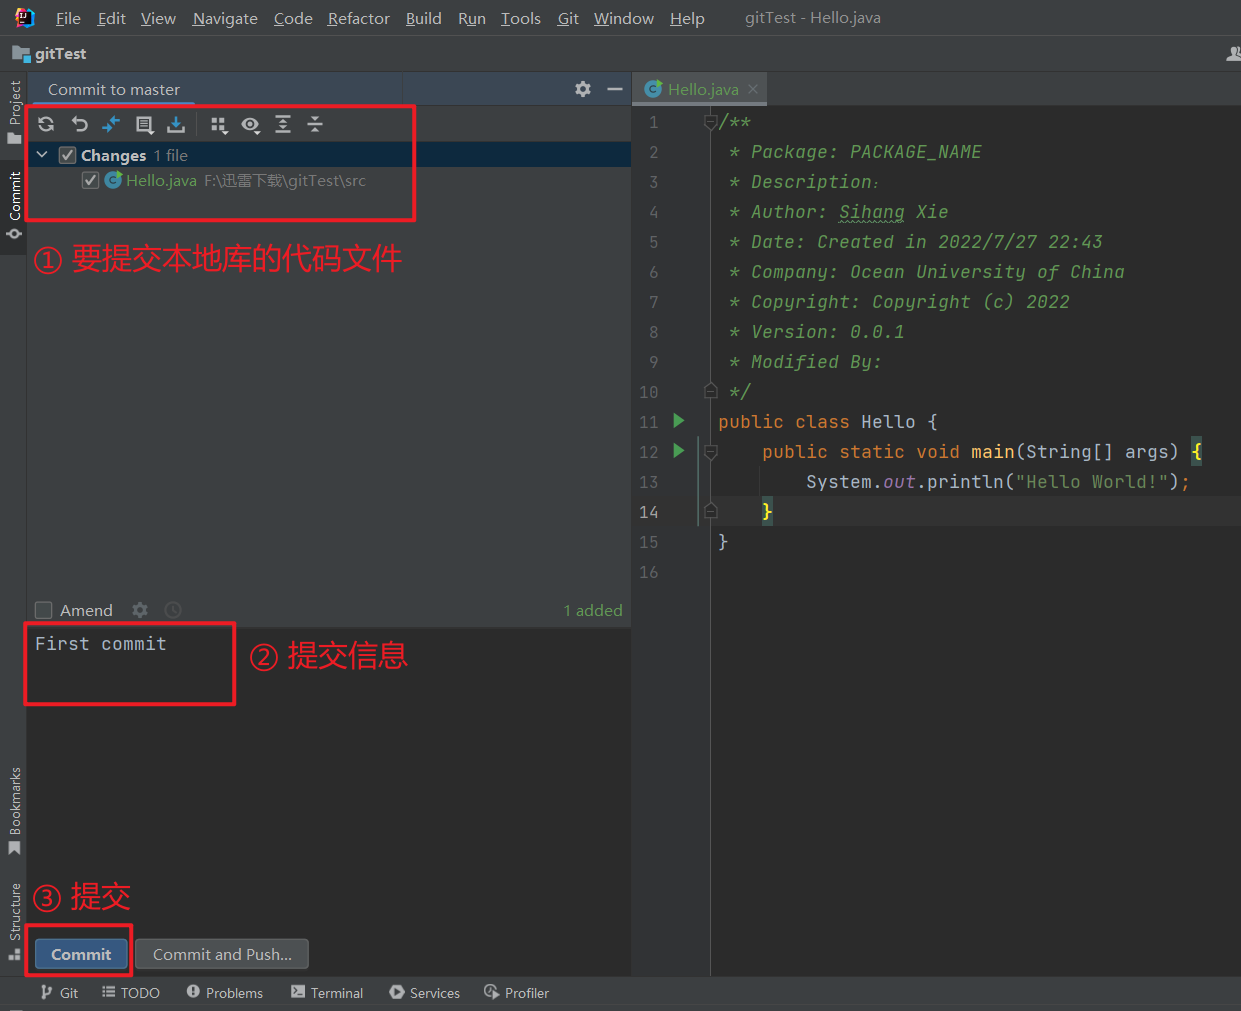 File Edit View Navigate Code Refactor Build Run Tools Git Window Help gitTest - Hello.java
gitTest
Project
Commit
Bookmarks
Structure
Commit to master
Changes 1 file
Hello.java F:\迅雷下载\gitTest\src
① 要提交本地库的代码文件
Amend 1 added
First commit
② 提交信息
③ 提交
Commit Commit and Push...
Hello.java
1 /**
2 * Package: PACKAGE_NAME
3 * Description:
4 * Author: Sihang Xie
5 * Date: Created in 2022/7/27 22:43
6 * Company: Ocean University of China
7 * Copyright: Copyright (c) 2022
8 * Version: 0.0.1
9 * Modified By:
10 */
11 public class Hello {
12 public static void main(String[] args) {
13 System.out.println("Hello World!");
14 }
15 }
16
Git TODO Problems Terminal Services Profiler